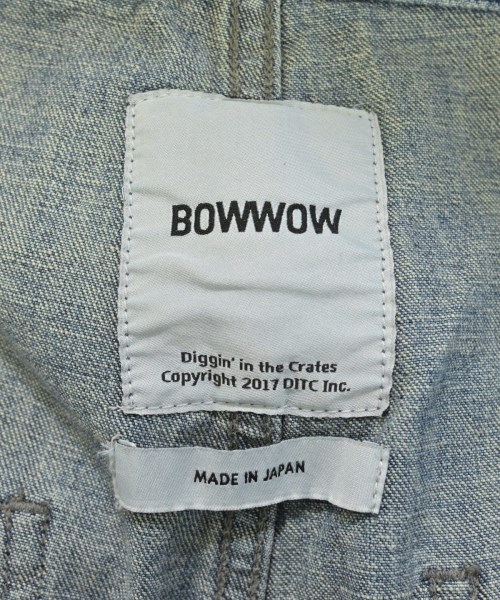 BOWWOW
Diggin' in the Crates
Copyright 2017 DITC Inc.
MADE IN JAPAN